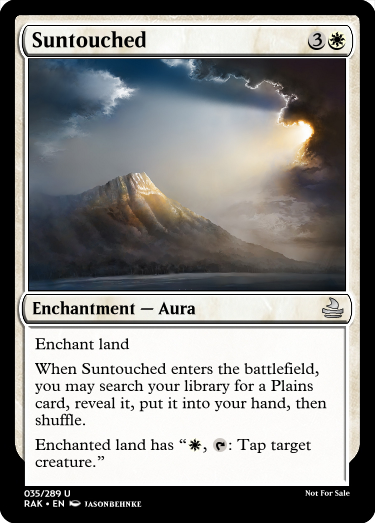 Suntouched 3
Enchantment — Aura
Enchant land
When Suntouched enters the battlefield,
you may search your library for a Plains
card, reveal it, put it into your hand, then
shuffle.
Enchanted land has “, : Tap target
creature.”
035/289 U
Not For Sale
RAK • EN JASONBEHNKE